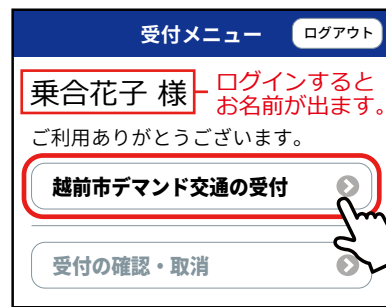 受付メニュー ログアウト
乗合花子 様 ログインすると
お名前が出ます。
ご利用ありがとうございます。
越前市デマンド交通の受付
受付の確認・取消